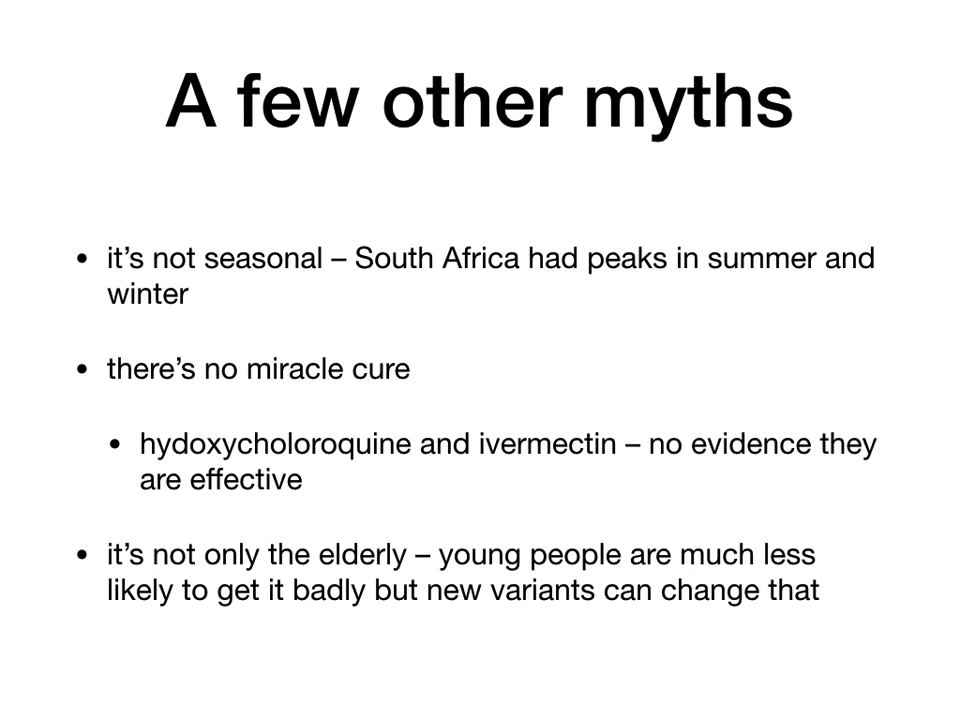 A few other myths
• it’s not seasonal – South Africa had peaks in summer and
winter
• there’s no miracle cure
• hydoxycholoroquine and ivermectin – no evidence they
are effective
• it’s not only the elderly – young people are much less
likely to get it badly but new variants can change that